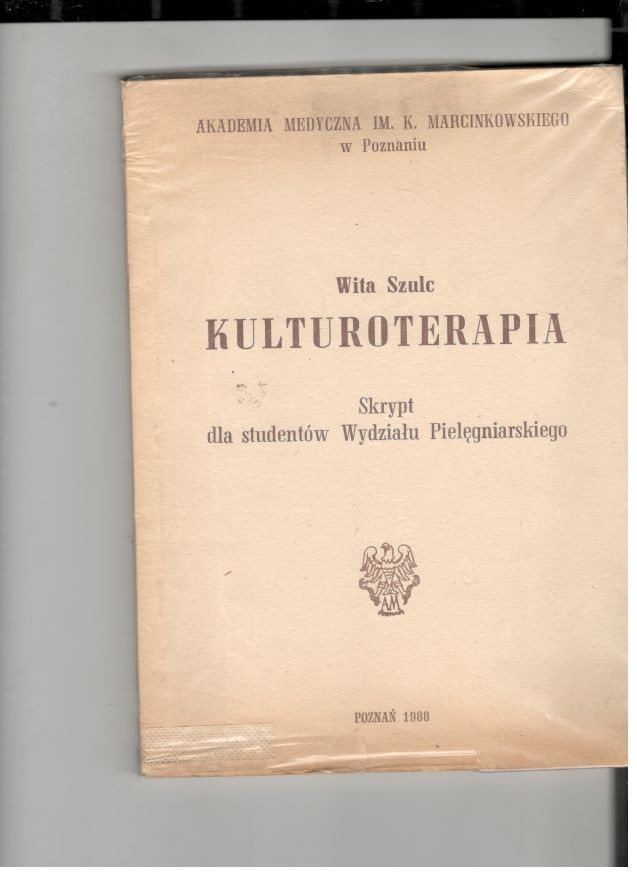 AKADEMIA MEDYCZNA IM. K. MARCINKOWSKIEGO
w Poznaniu
Wita Szulc
KULTUROTERAPIA
Skrypt
dla studentów Wydziału Pielęgniarskiego
AM
POZNAŃ 1988